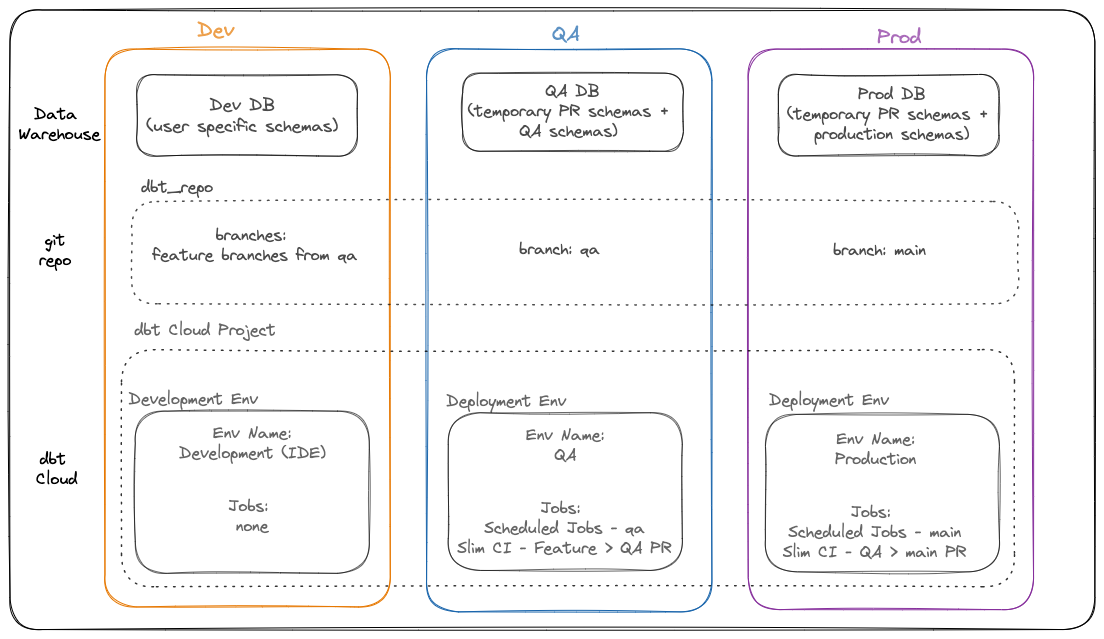 Dev
QA
Prod
Data
Warehouse
Dev DB
(user specific schemas)
QA DB
(temporary PR schemas +
QA schemas)
Prod DB
(temporary PR schemas +
production schemas)
dbt_repo
git
repo
branches:
feature branches from qa
branch: qa
branch: main
dbt Cloud Project
dbt
Cloud
Development Env
Env Name:
Development (IDE)
Jobs:
none
Deployment Env
Env Name:
QA
Jobs:
Scheduled Jobs - qa
Slim CI - Feature > QA PR
Deployment Env
Env Name:
Production
Jobs:
Scheduled Jobs - main
Slim CI - QA > main PR